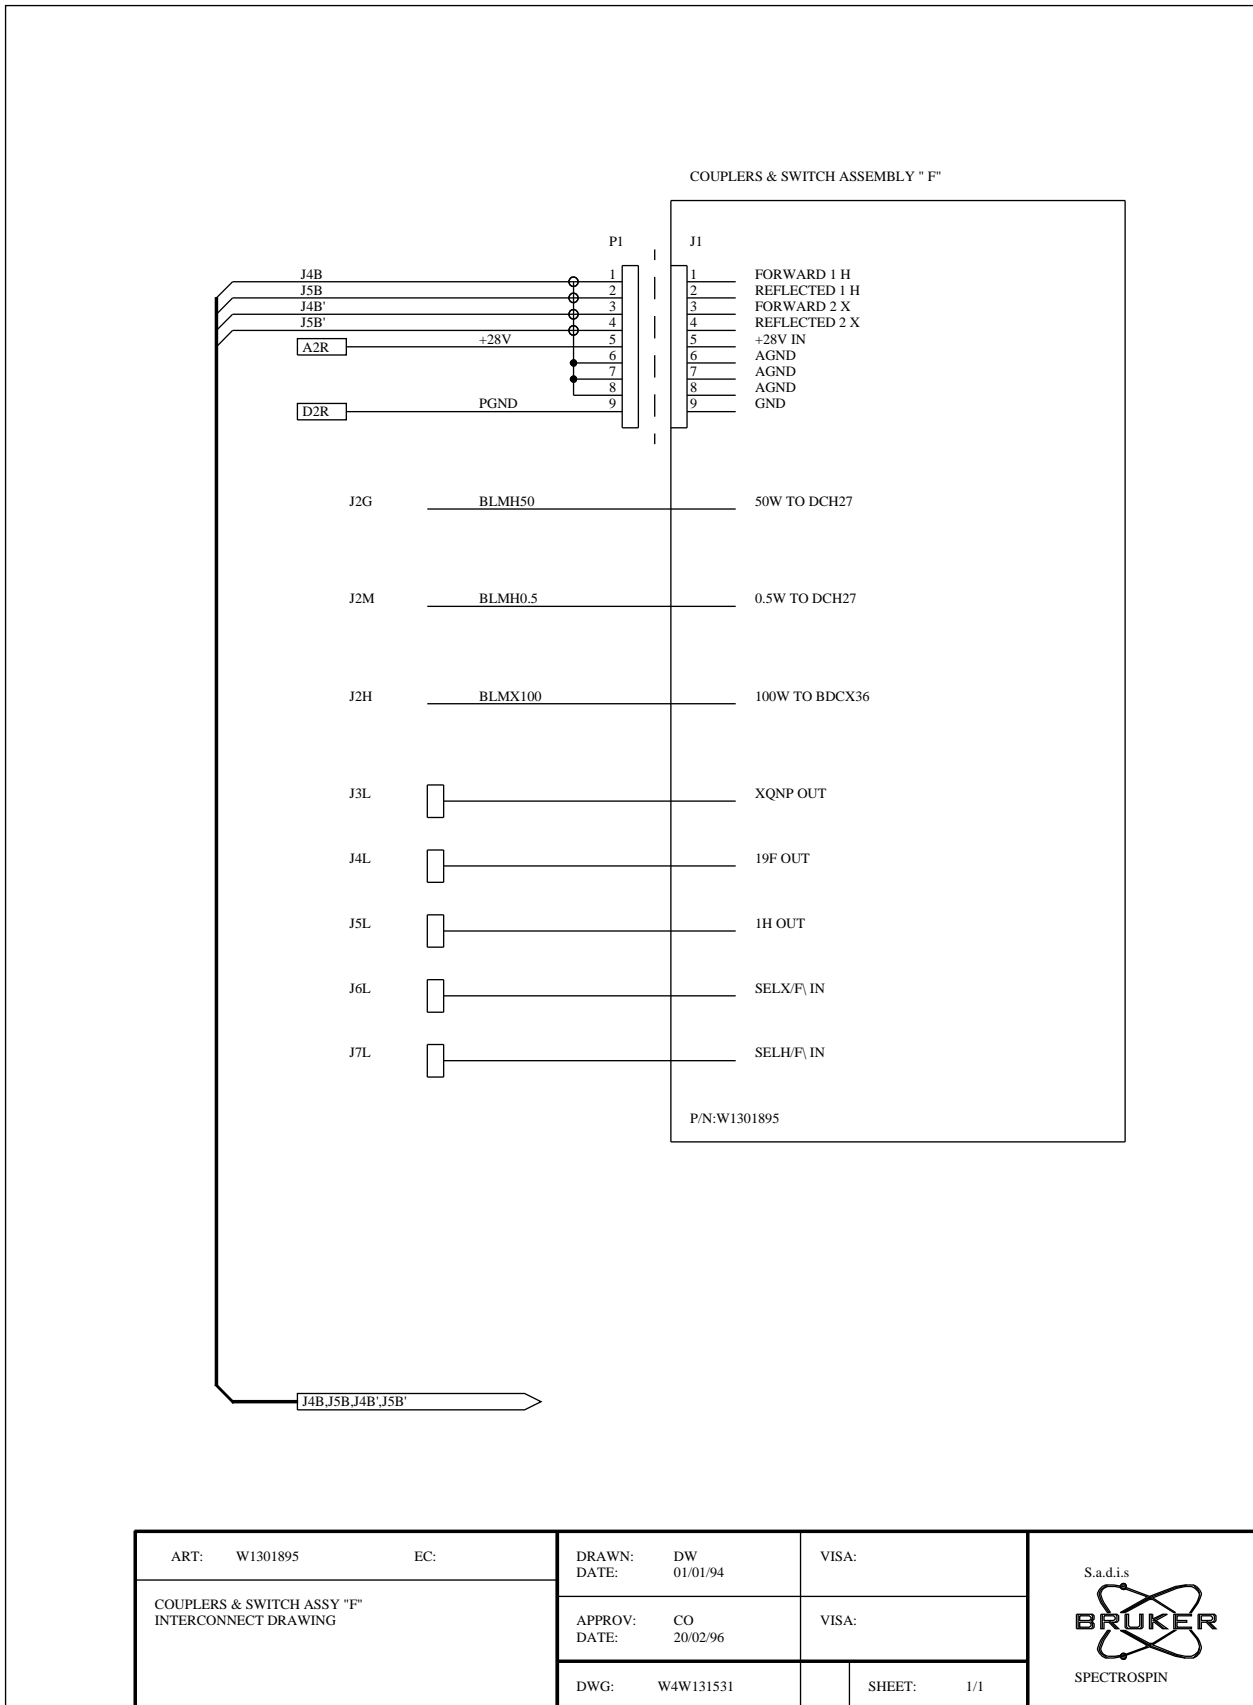 COUPLERS & SWITCH ASSEMBLY " F"
P1 J1
J4B 1 1 FORWARD 1 H
J5B 2 2 REFLECTED 1 H
J4B' 3 3 FORWARD 2 X
J5B' 4 4 REFLECTED 2 X
A2R +28V 5 5 +28V IN
6 6 AGND
7 7 AGND
8 8 AGND
D2R PGND 9 9 GND
J2G BLMH50 50W TO DCH27
J2M BLMH0.5 0.5W TO DCH27
J2H BLMX100 100W TO BDCX36
J3L XQNP OUT
J4L 19F OUT
J5L 1H OUT
J6L SELX/F\ IN
J7L SELH/F\ IN
P/N:W1301895
J4B,J5B,J4B',J5B'
ART: W1301895 EC:
COUPLERS & SWITCH ASSY "F"
INTERCONNECT DRAWING
DRAWN: DW
DATE: 01/01/94
VISA:
APPROV: CO
DATE: 20/02/96
VISA:
DWG: W4W131531
SHEET: 1/1
S.a.d.i.s
BRUKER
SPECTROSPIN